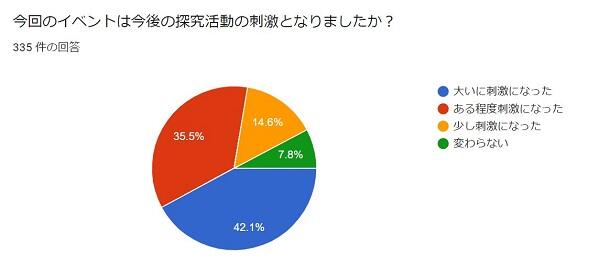 今回のイベントは今後の探究活動の刺激となりましたか？
335 件の回答
大いに刺激になった
ある程度刺激になった
少し刺激になった
変わらない
14.6%
35.5%
7.8%
42.1%